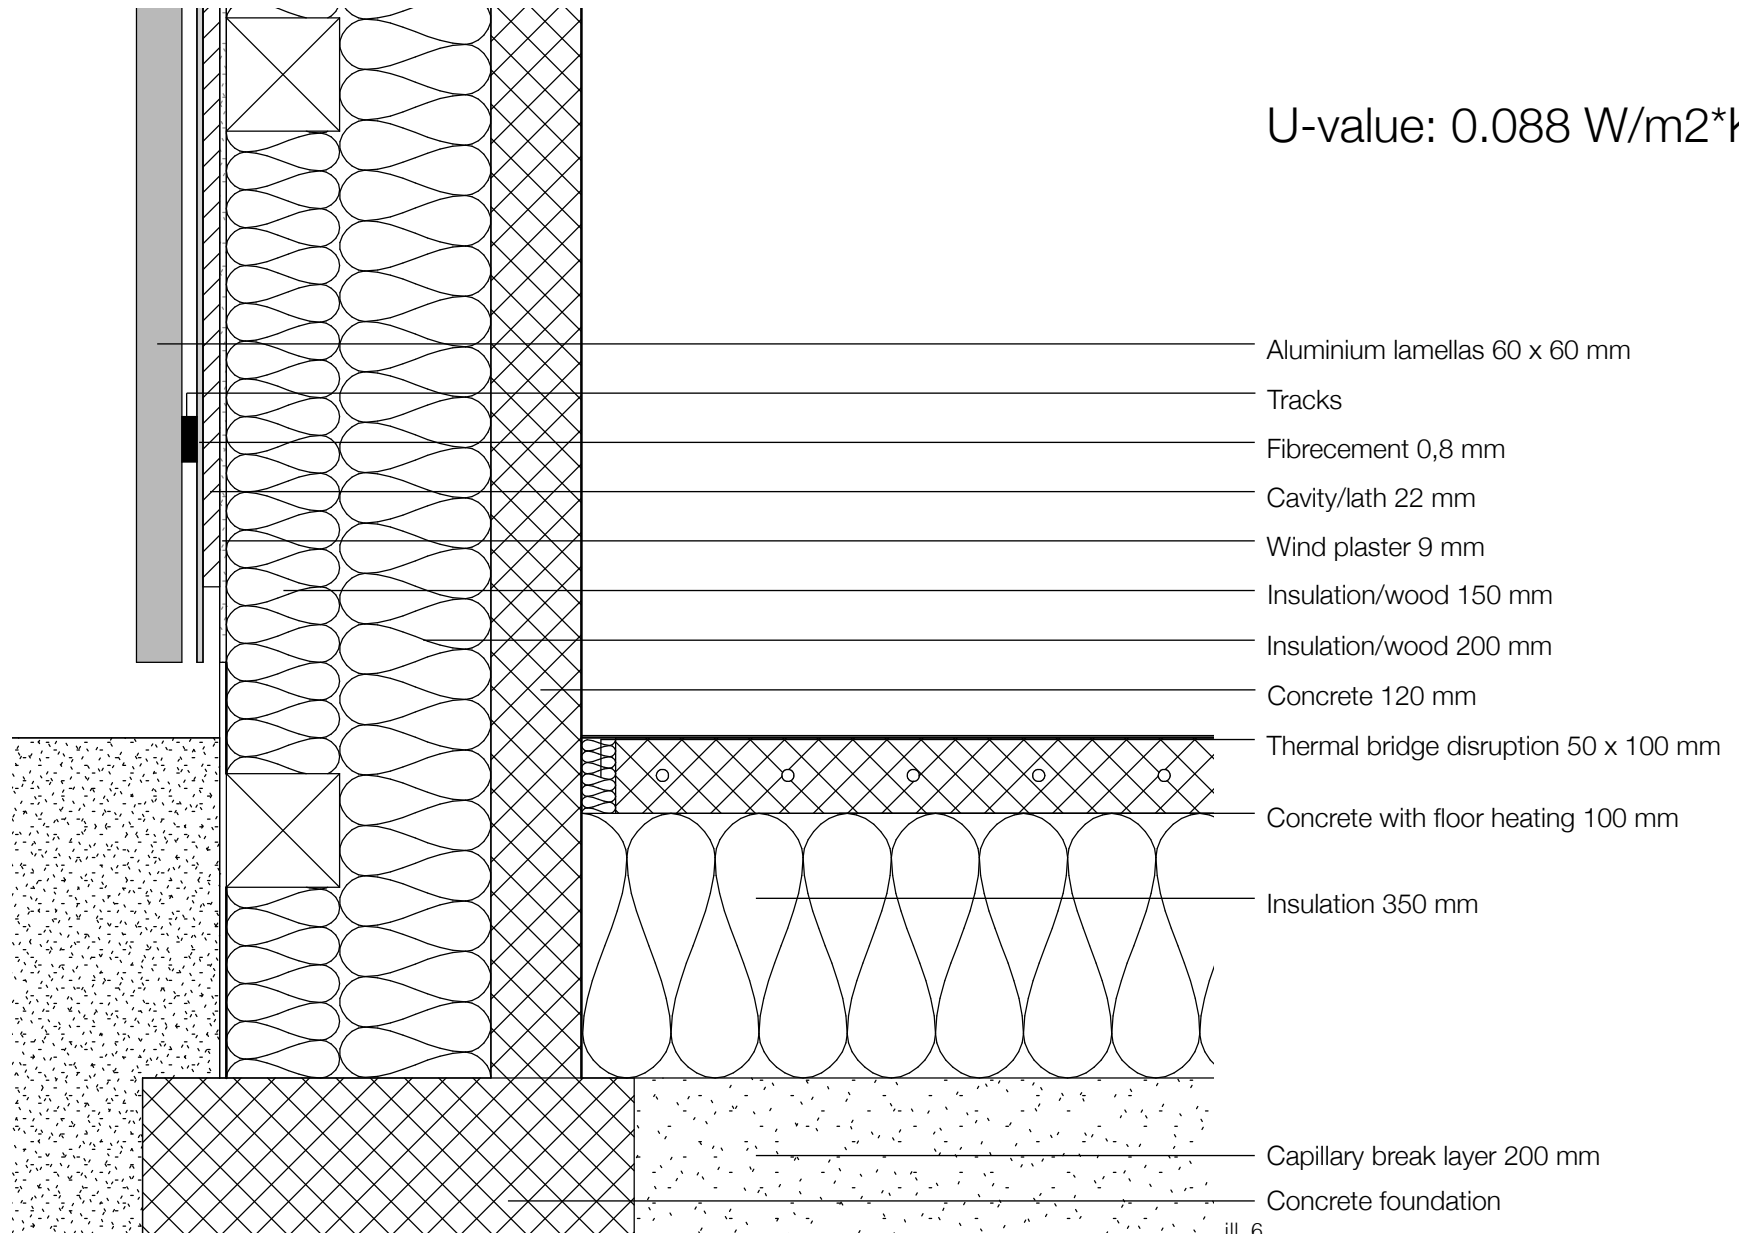 U-value: 0.088 W/m2*K
Aluminium lamellas 60 x 60 mm
Tracks
Fibrecement 0,8 mm
Cavity/lath 22 mm
Wind plaster 9 mm
Insulation/wood 150 mm
Insulation/wood 200 mm
Concrete 120 mm
Thermal bridge disruption 50 x 100 mm
Concrete with floor heating 100 mm
Insulation 350 mm
Capillary break layer 200 mm
Concrete foundation
ill. 6